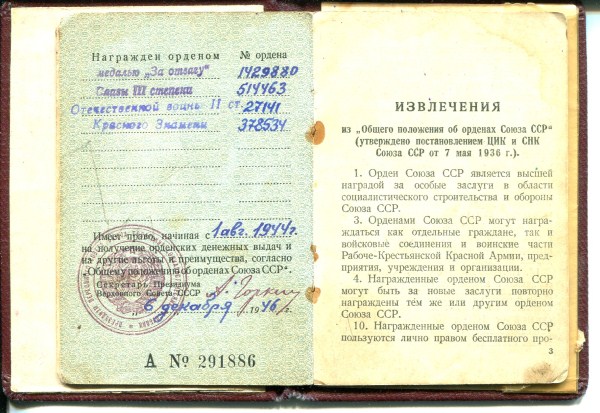 Награжден орденом № ордена
медалью „За отвагу" 1429880
Славы III степени 514463
Отечественной войны II ст. 27141
Красного Знамени 378534
Имеет право, начиная с 1 авг. 1944 г.
на получение орденских денежных выдач и
на другие льготы и преимущества, согласно
„Общему положению об орденах Союза ССР".
Секретарь Президиума
Верховного Совета СССР
6 декабря 1946 г.
А № 291886
ИЗВЛЕЧЕНИЯ
из „Общего положения об орденах Союза ССР"
(утверждено постановлением ЦИК и СНК
Союза ССР от 7 мая 1936 г.).
1. Орден Союза ССР является высшей
наградой за особые заслуги в области
социалистического строительства и обороны
Союза ССР.
3. Орденами Союза ССР могут награ-
ждаться как отдельные граждане, так и
войсковые соединения и воинские части
Рабоче-Крестьянской Красной Армии, пред-
приятия, учреждения и организации.
4. Награжденные орденом Союза ССР
могут быть за новые заслуги повторно
награждены тем же или другим орденом
Союза ССР.
10. Награжденные орденом Союза ССР
пользуются лично правом бесплатного про-
3